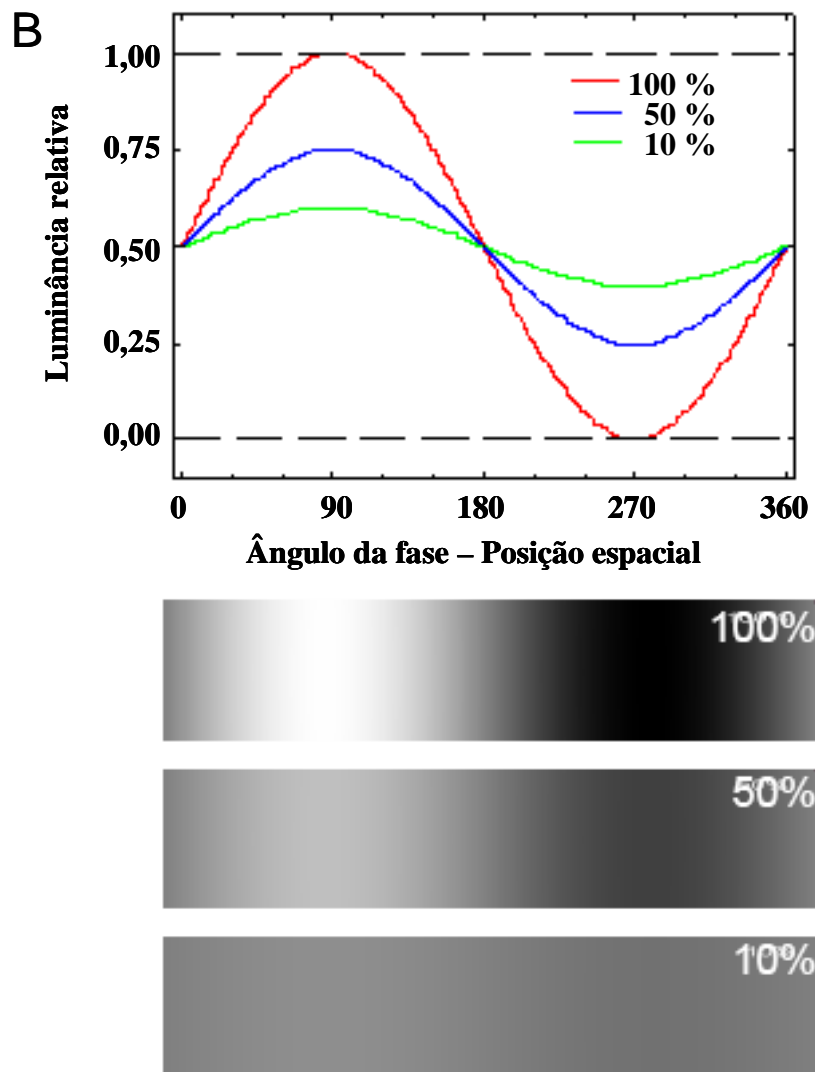 B
1,00
0,75
0,50
0,25
0,00
Luminância relativa
100 %
50 %
10 %
0 90 180 270 360
Ângulo da fase – Posição espacial
100%
50%
10%